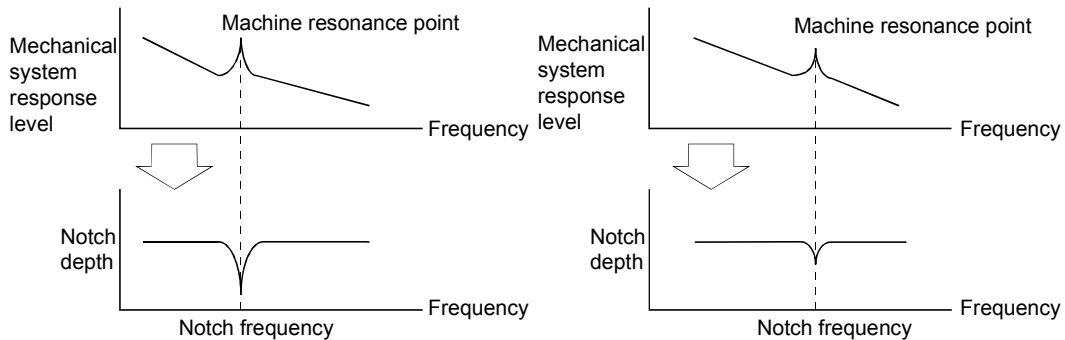 Machine resonance point
Mechanical
system
response
level
Frequency
Notch
depth
Frequency
Notch frequency
Machine resonance point
Mechanical
system
response
level
Frequency
Notch
depth
Frequency
Notch frequency